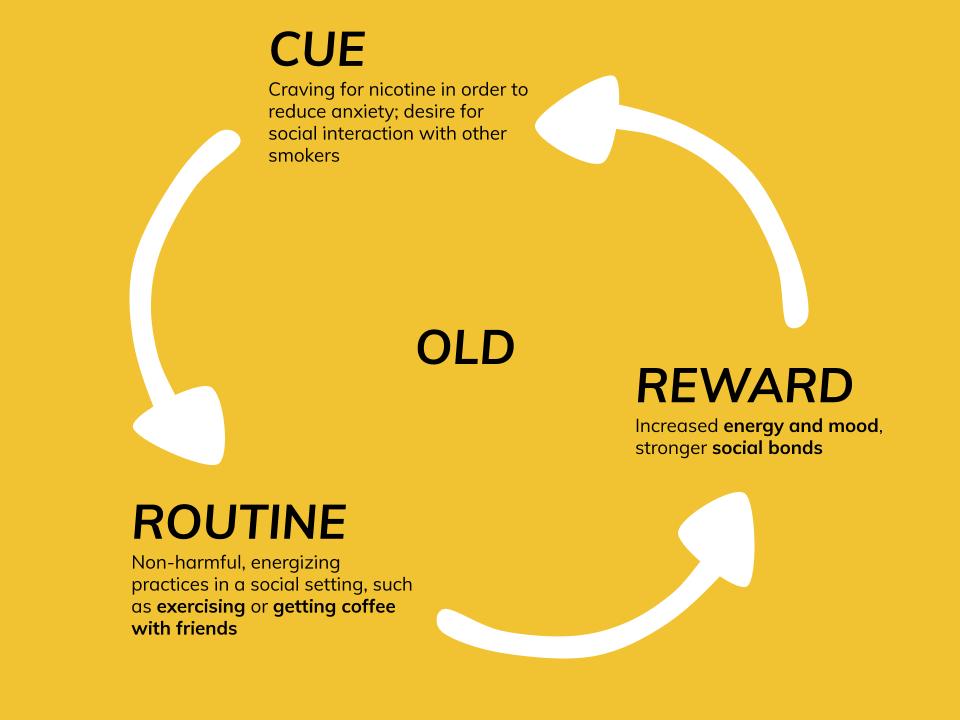 CUE
Craving for nicotine in order to
reduce anxiety; desire for
social interaction with other
smokers
OLD
REWARD
Increased energy and mood,
stronger social bonds
ROUTINE
Non-harmful, energizing
practices in a social setting, such
as exercising or getting coffee
with friends